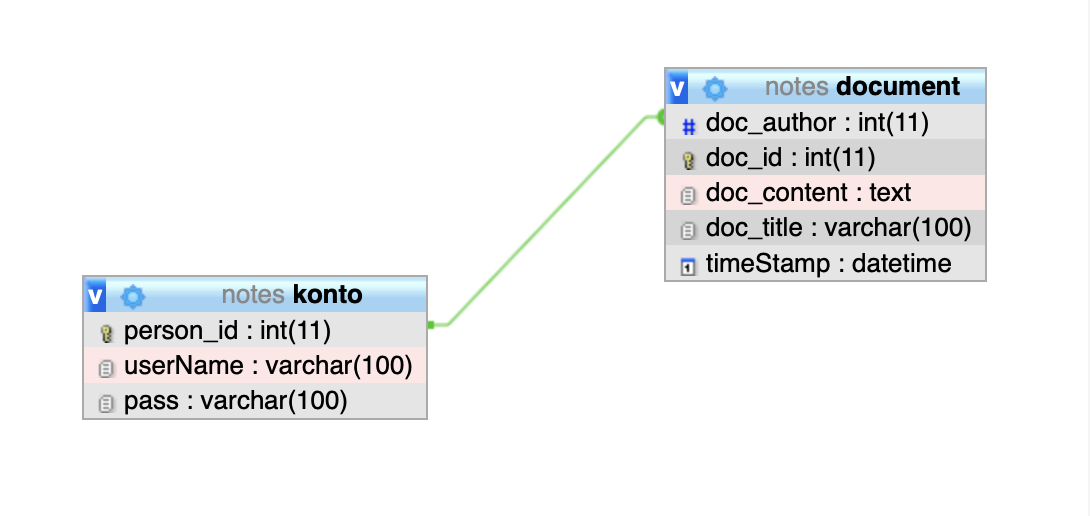 v notes document
# doc_author : int(11)
doc_id : int(11)
doc_content : text
doc_title : varchar(100)
1 timeStamp : datetime
v notes konto
person_id : int(11)
userName : varchar(100)
pass : varchar(100)